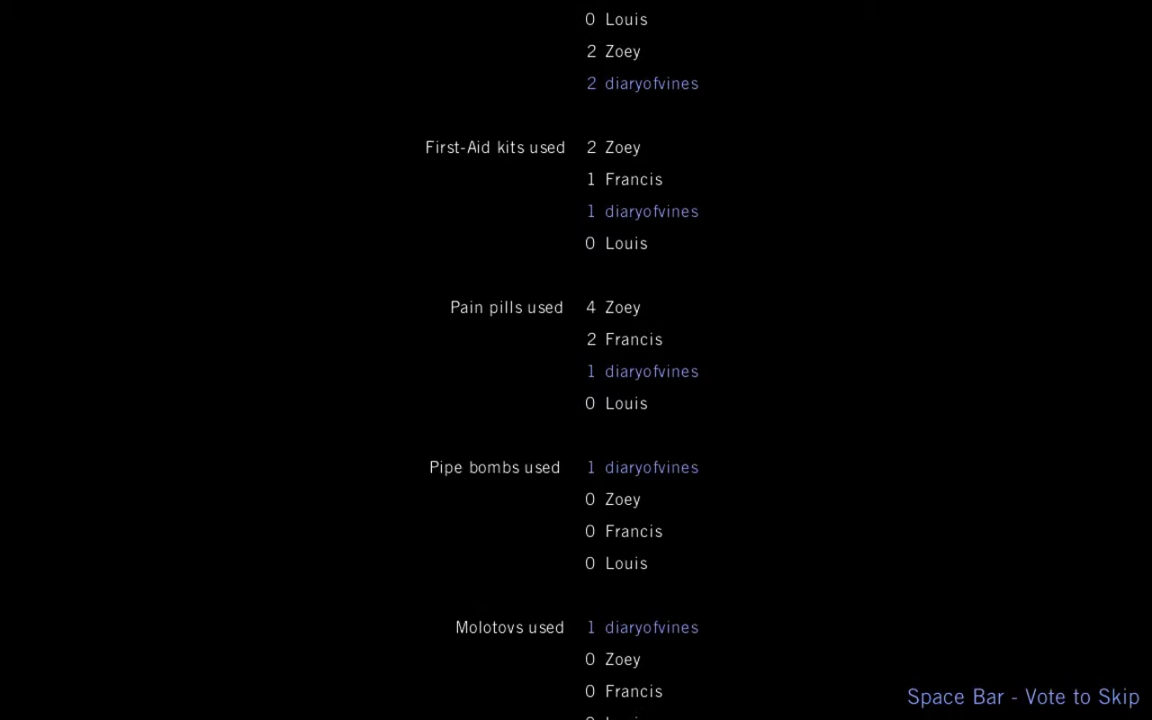 0 Louis
2 Zoey
2 diaryofvines
First-Aid kits used 2 Zoey
1 Francis
1 diaryofvines
0 Louis
Pain pills used 4 Zoey
2 Francis
1 diaryofvines
0 Louis
Pipe bombs used 1 diaryofvines
0 Zoey
0 Francis
0 Louis
Molotovs used 1 diaryofvines
0 Zoey
0 Francis
Space Bar - Vote to Skip